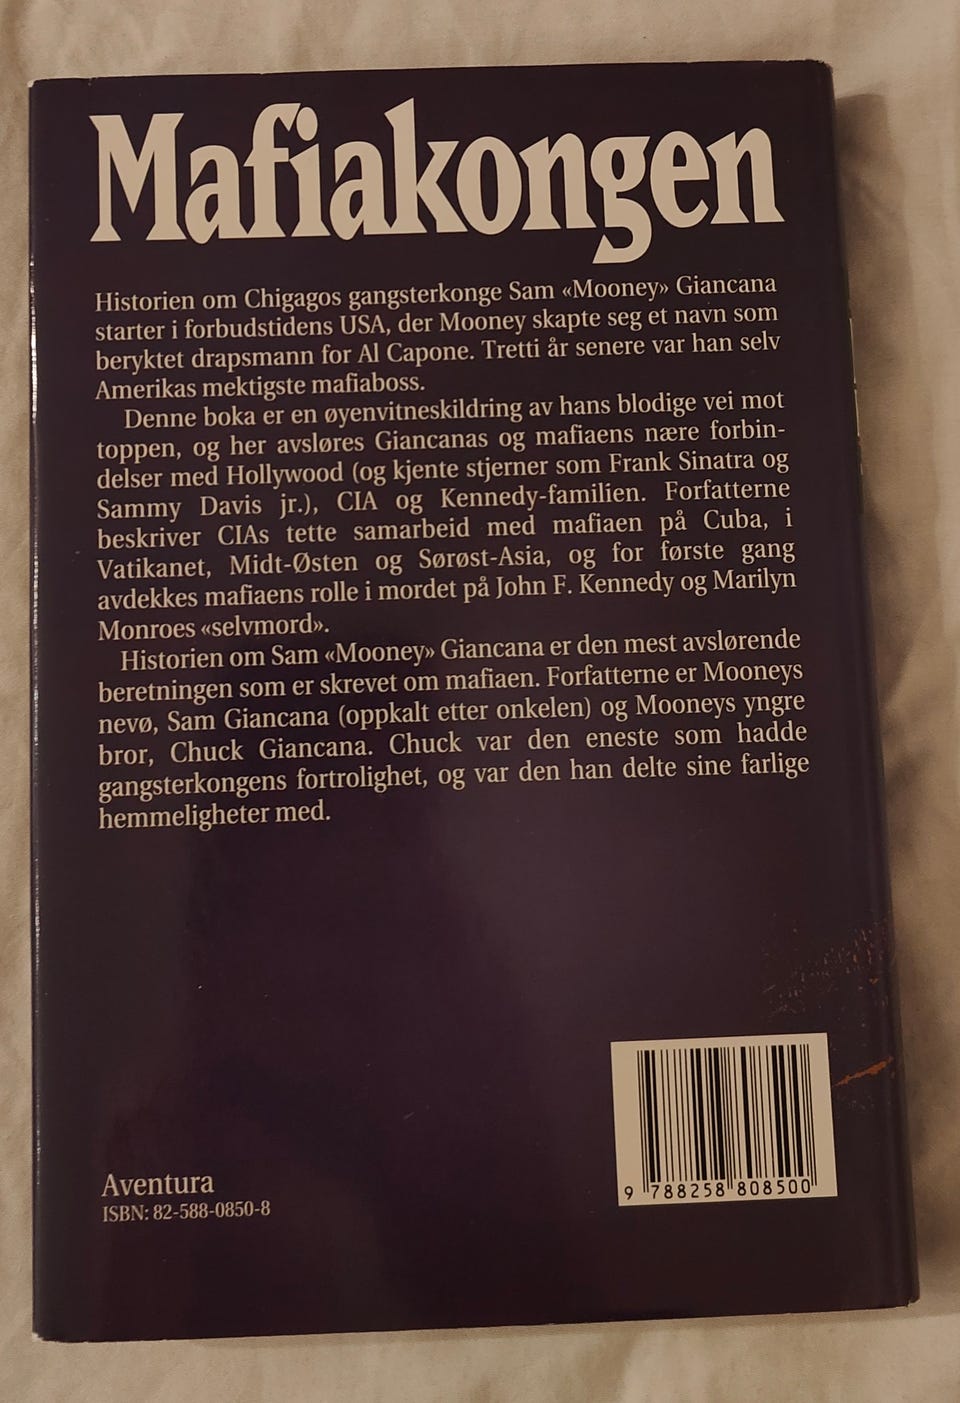 Mafiakongen
Historien om Chigagos gangsterkonge Sam «Mooney» Giancana
starter i forbudstidens USA, der Mooney skapte seg et navn som
beryktet drapsmann for Al Capone. Tretti år senere var han selv
Amerikas mektigste mafiaboss.
Denne boka er en øyenvitneskildring av hans blodige vei mot
toppen, og her avsløres Giancanas og mafiaens nære forbin-
delser med Hollywood (og kjente stjerner som Frank Sinatra og
Sammy Davis jr.), CIA og Kennedy-familien. Forfatterne
beskriver CIAs tette samarbeid med mafiaen på Cuba, i
Vatikanet, Midt-Østen og Sørøst-Asia, og for første gang
avdekkes mafiaens rolle i mordet på John F. Kennedy og Marilyn
Monroes «selvmord».
Historien om Sam «Mooney» Giancana er den mest avslørende
beretningen som er skrevet om mafiaen. Forfatterne er Mooneys
nevø, Sam Giancana (oppkalt etter onkelen) og Mooneys yngre
bror, Chuck Giancana. Chuck var den eneste som hadde
gangsterkongens fortrolighet, og var den han delte sine farlige
hemmeligheter med.
Aventura
ISBN: 82-588-0850-8
9 788258 808500